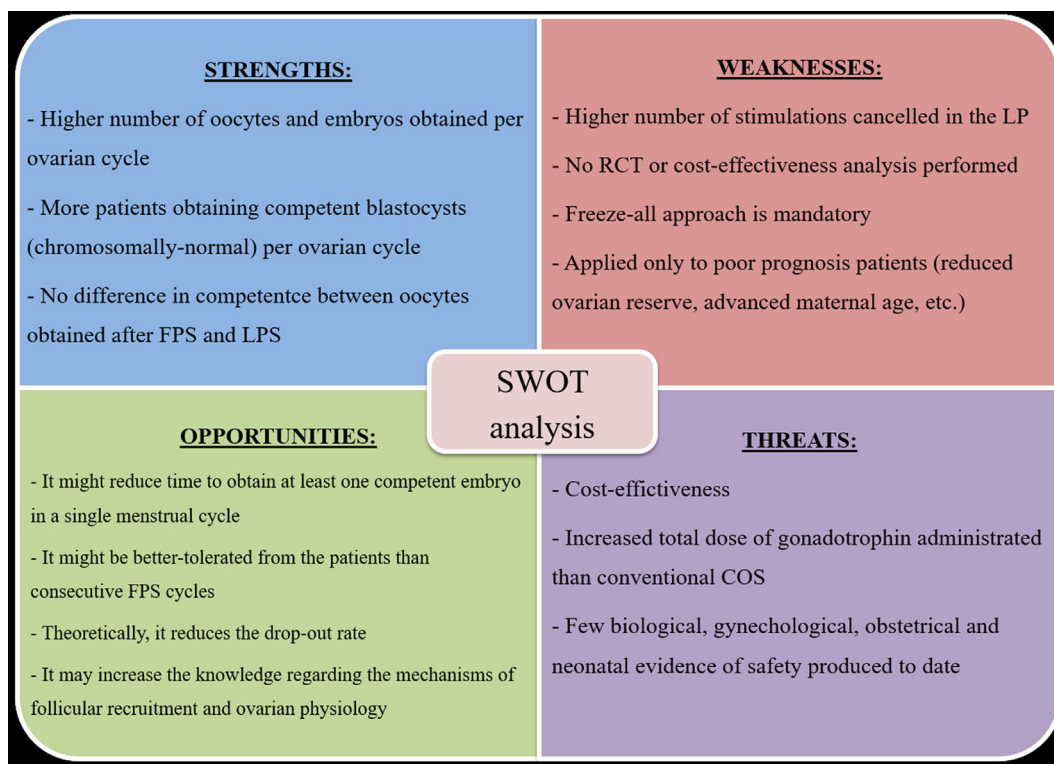 STRENGTHS:
- Higher number of oocytes and embryos obtained per
ovarian cycle
- More patients obtaining competent blastocysts
(chromosomally-normal) per ovarian cycle
- No difference in competentce between oocytes
obtained after FPS and LPS
WEAKNESSES:
- Higher number of stimulations cancelled in the LP
- No RCT or cost-effectiveness analysis performed
- Freeze-all approach is mandatory
- Applied only to poor prognosis patients (reduced
ovarian reserve, advanced maternal age, etc.)
SWOT
analysis
OPPORTUNITIES:
- It might reduce time to obtain at least one competent embryo
in a single menstrual cycle
- It might be better-tolerated from the patients than
consecutive FPS cycles
- Theoretically, it reduces the drop-out rate
- It may increase the knowledge regarding the mechanisms of
follicular recruitment and ovarian physiology
THREATS:
- Cost-effictiveness
- Increased total dose of gonadotrophin administrated
than conventional COS
- Few biological, gynechological, obstetrical and
neonatal evidence of safety produced to date